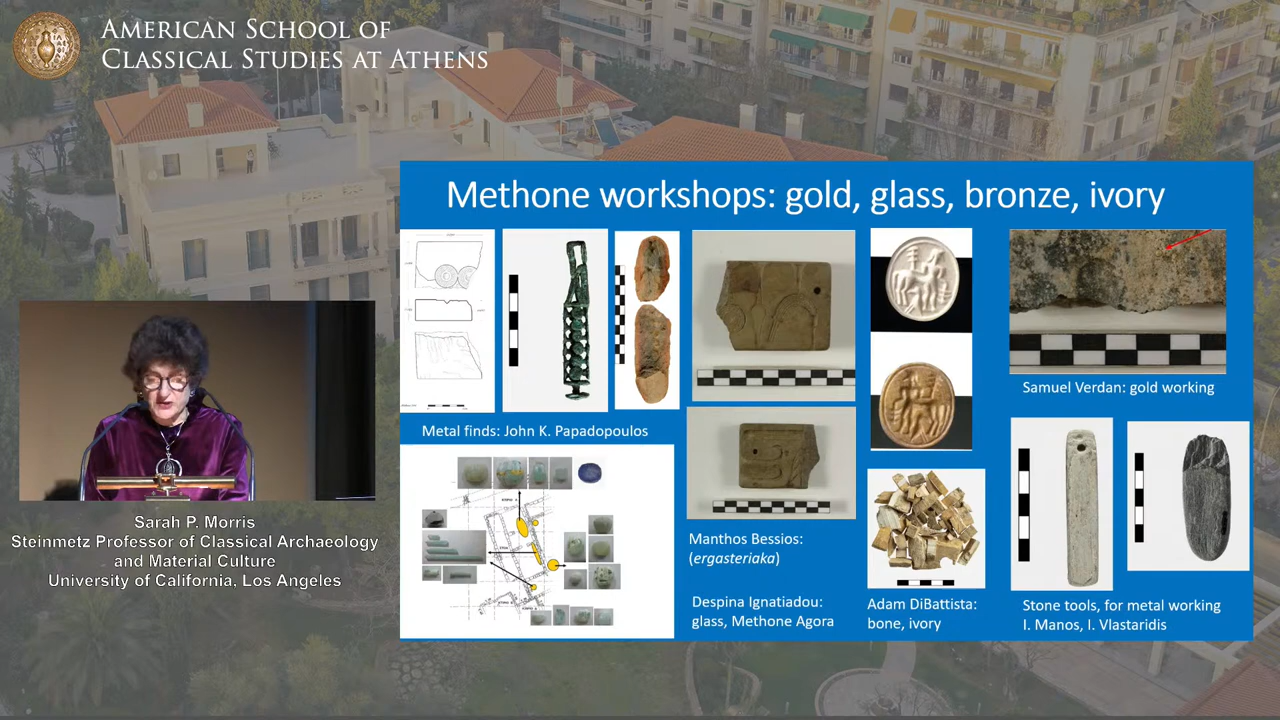 AMERICAN SCHOOL OF
CLASSICAL STUDIES AT ATHENS
Methone workshops: gold, glass, bronze, ivory
Metal finds: John K. Papadopoulos
Manthos Bessios:
(ergasteriaka)
Despina Ignatiadou:
glass, Methone Agora
Adam DiBattista:
bone, ivory
Samuel Verdan: gold working
Stone tools, for metal working
I. Manos, I. Vlastaridis
Sarah P. Morris
Steinmetz Professor of Classical Archaeology
and Material Culture
University of California, Los Angeles